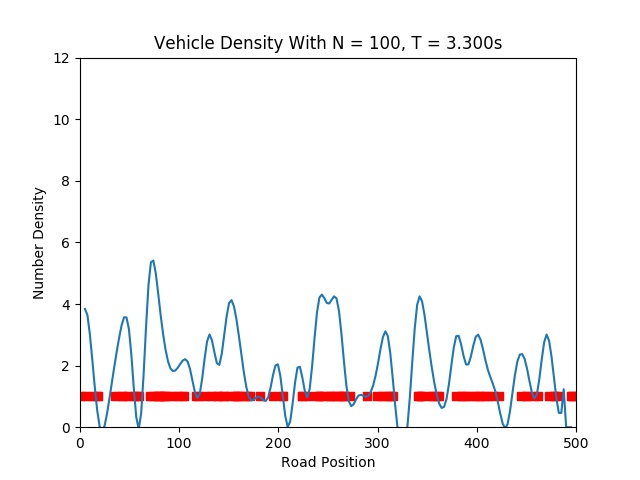 Vehicle Density With N = 100, T = 3.300s
12
10
8
6
4
2
0
Number Density
0 100 200 300 400 500
Road Position